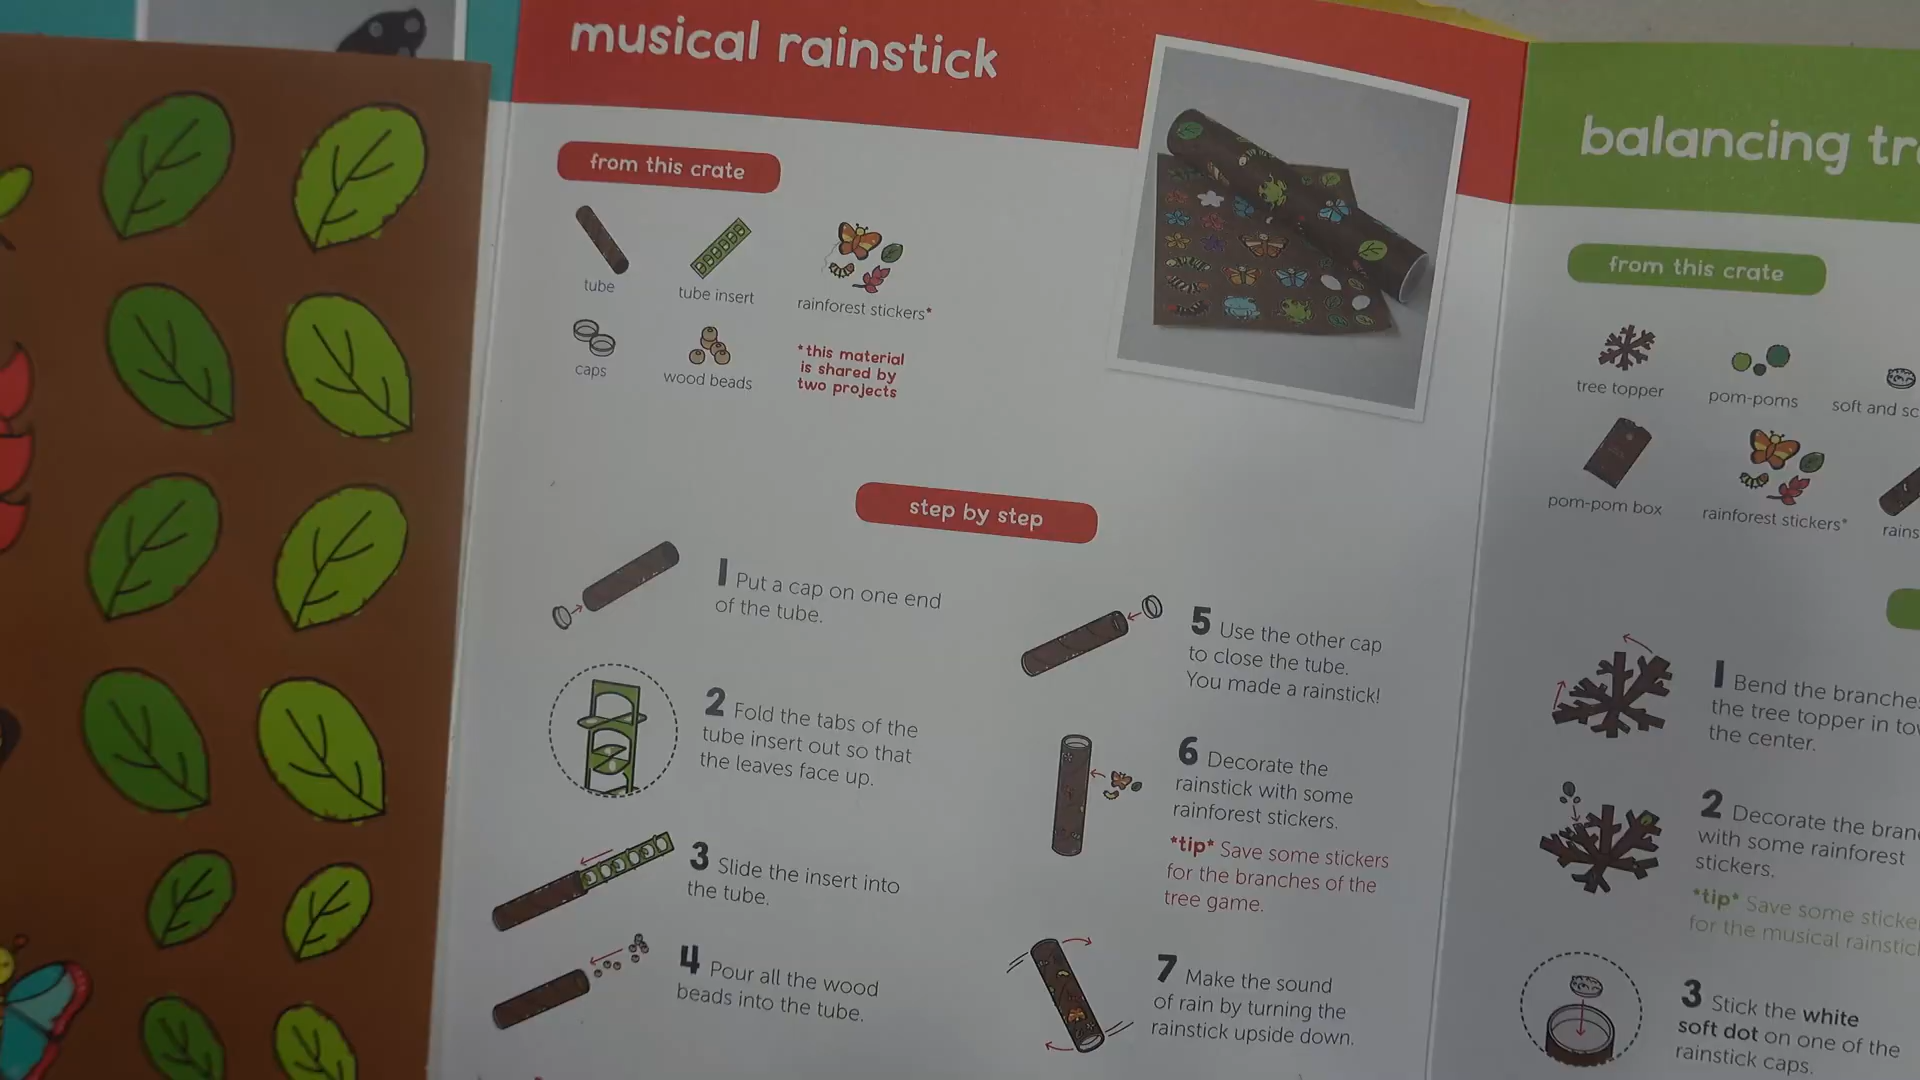 musical rainstick
from this crate
tube
tube insert
rainforest stickers*
caps
wood beads
*this material
is shared by
two projects
step by step
1 Put a cap on one end
of the tube.
2 Fold the tabs of the
tube insert out so that
the leaves face up.
3 Slide the insert into
the tube.
4 Pour all the wood
beads into the tube.
5 Use the other cap
to close the tube.
You made a rainstick!
6 Decorate the
rainstick with some
rainforest stickers.
*tip* Save some stickers
for the branches of the
tree game.
7 Make the sound
of rain by turning the
rainstick upside down.
balancing
from this crate
tree topper
pom-poms
soft and
pom-pom box
rainforest stickers*
1 Bend the branches
the tree topper in
the center.
2 Decorate the
with some rainforest
stickers.
*tip* Save some
for the musical
3 Stick the white
soft dot on one of the
rainstick caps.